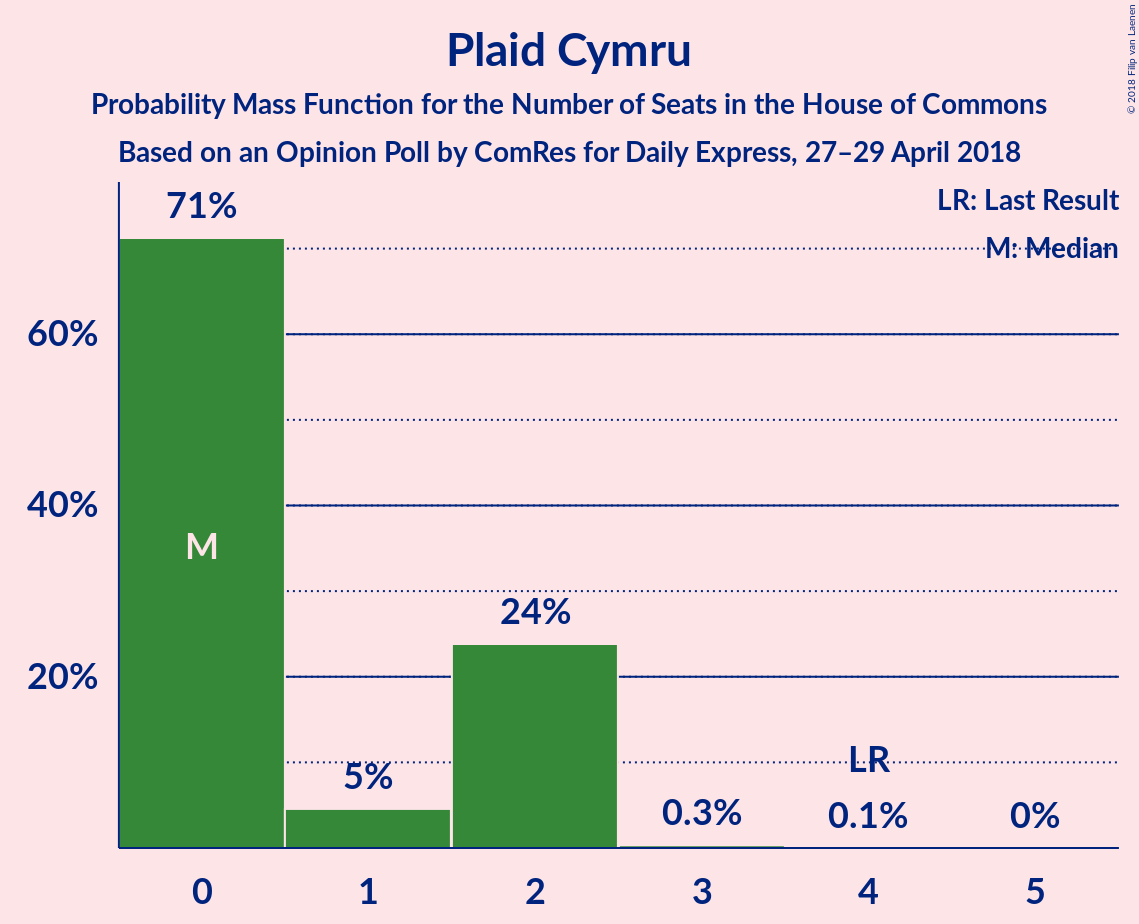 Plaid Cymru
Probability Mass Function for the Number of Seats in the House of Commons
Based on an Opinion Poll by ComRes for Daily Express, 27–29 April 2018
© 2018 Filip van Laenen
LR: Last Result
M: Median
71%
60%
40%
20%
M
5%
24%
0.3%
LR
0.1%
0%
0 1 2 3 4 5